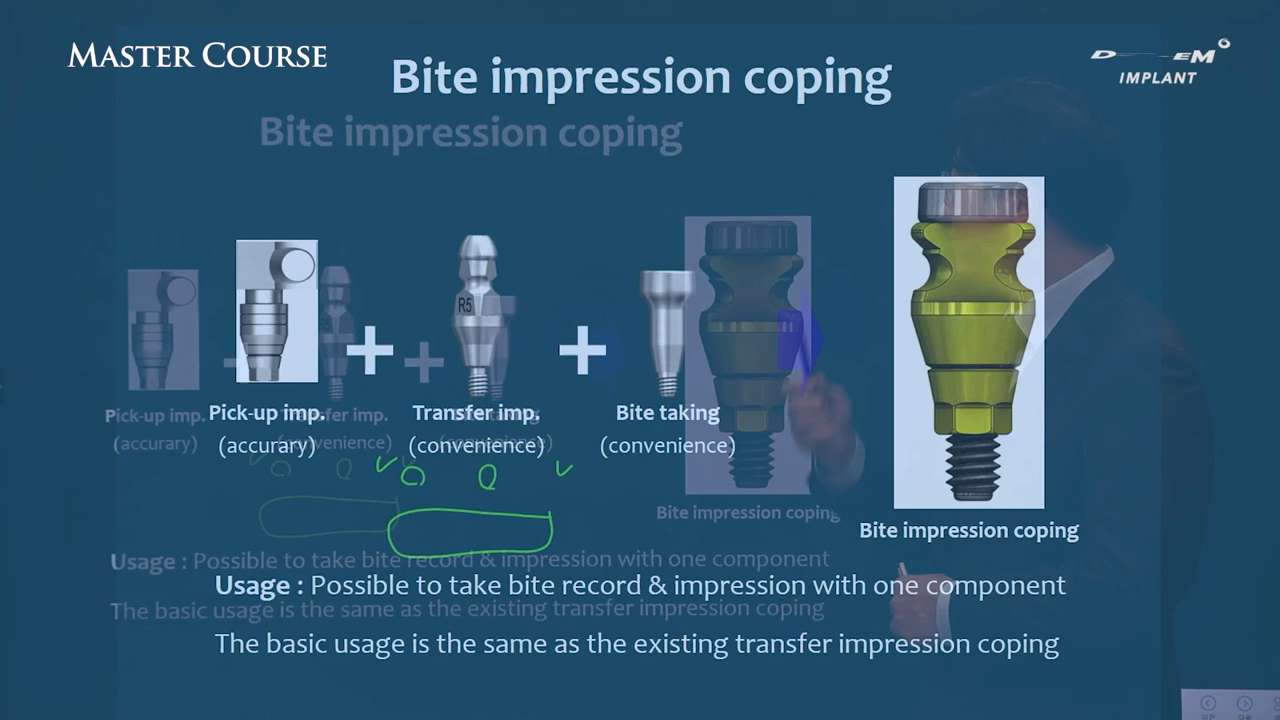 MASTER COURSE
IMPLANT
Bite impression coping
Bite impression coping
R5
Pick-up imp.
(accurary)
Transfer imp.
(convenience)
Bite taking
(convenience)
Bite impression coping
Pick-up imp.
(accurary)
Bite impression coping
Usage : Possible to take bite record & impression with one component
The basic usage is the same as the existing transfer impression coping
Usage : Possible to take bite record & impression with one component
The basic usage is the same as the existing transfer impression coping